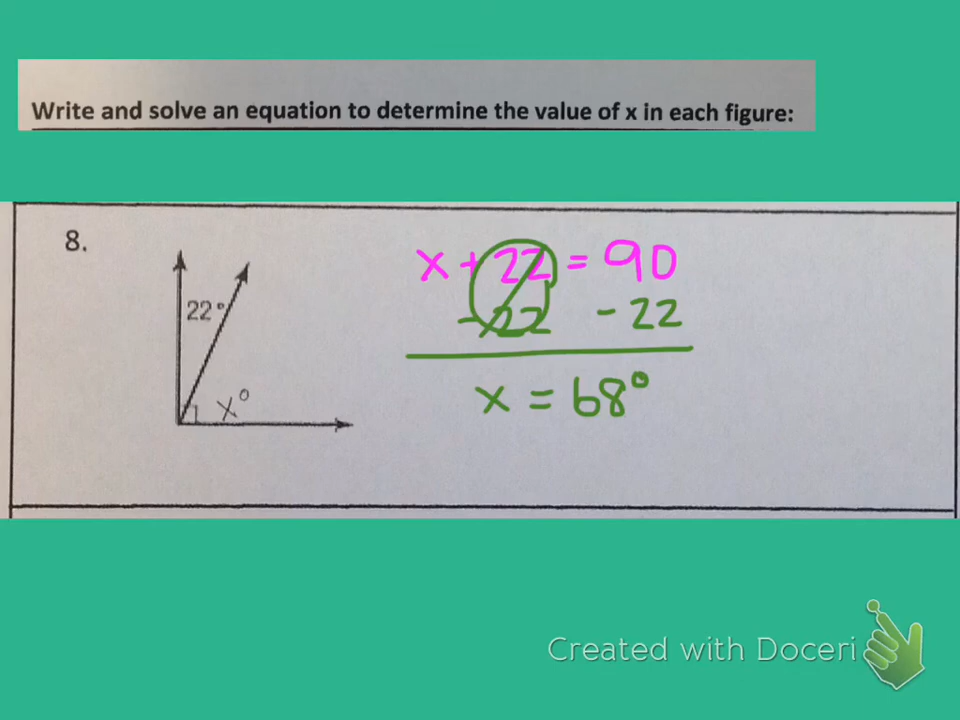 Write and solve an equation to determine the value of x in each figure:
8.
22°
x°
x + 22 = 90
- 22 - 22
x = 68°
Created with Doceri